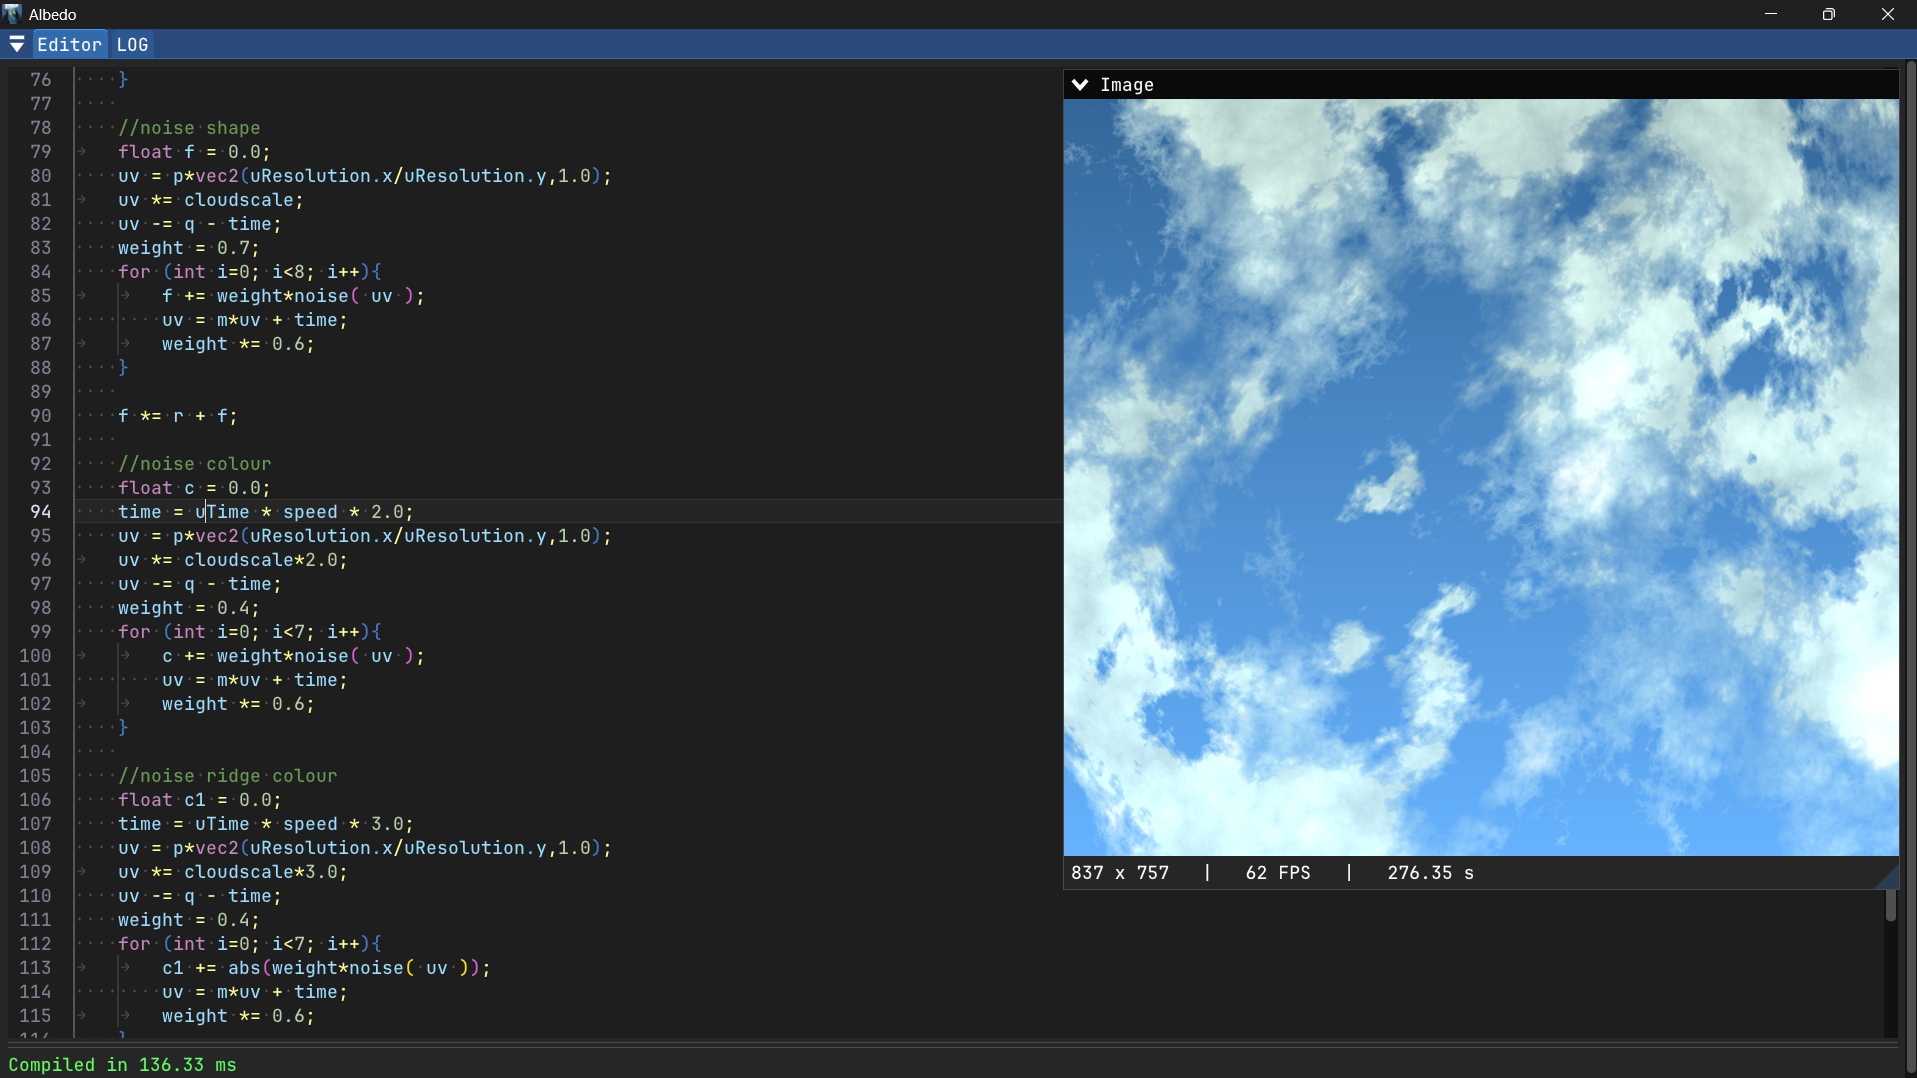 Albedo
Editor LOG
76 }
77
78 //noise shape
79 float f = 0.0;
80 uv = p*vec2(uResolution.x/uResolution.y,1.0);
81 uv *= cloudscale;
82 uv -= q - time;
83 weight = 0.7;
84 for (int i=0; i<8; i++){
85 f += weight*noise( uv );
86 uv = m*uv + time;
87 weight *= 0.6;
88 }
89
90 f *= r + f;
91
92 //noise colour
93 float c = 0.0;
94 time = uTime * speed * 2.0;
95 uv = p*vec2(uResolution.x/uResolution.y,1.0);
96 uv *= cloudscale*2.0;
97 uv -= q - time;
98 weight = 0.4;
99 for (int i=0; i<7; i++){
100 c += weight*noise( uv );
101 uv = m*uv + time;
102 weight *= 0.6;
103 }
104
105 //noise ridge colour
106 float c1 = 0.0;
107 time = uTime * speed * 3.0;
108 uv = p*vec2(uResolution.x/uResolution.y,1.0);
109 uv *= cloudscale*3.0;
110 uv -= q - time;
111 weight = 0.4;
112 for (int i=0; i<7; i++){
113 c1 += abs(weight*noise( uv ));
114 uv = m*uv + time;
115 weight *= 0.6;
Image
837 x 757 | 62 FPS | 276.35 s
Compiled in 136.33 ms